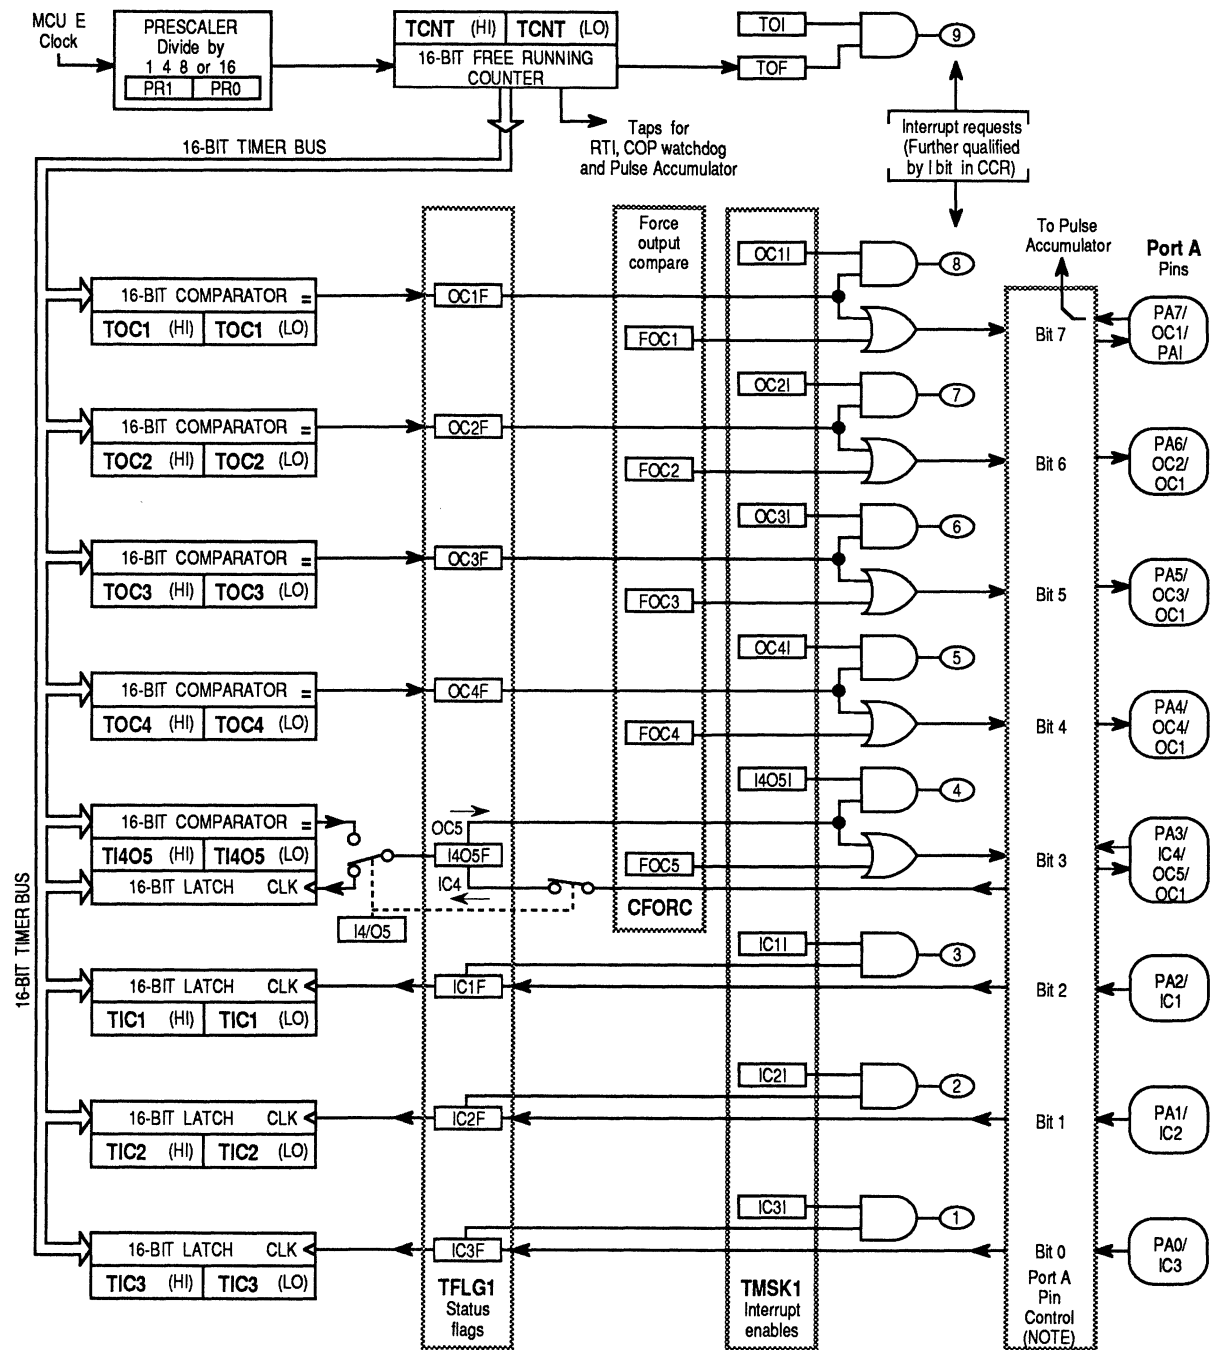 MCU E
Clock
PRESCALER
Divide by
1 4 8 or 16
PR1 PR0
TCNT (HI) TCNT (LO)
16-BIT FREE RUNNING
COUNTER
TOI
TOF
9
Taps for
RTI, COP watchdog
and Pulse Accumulator
Interrupt requests
(Further qualified
by I bit in CCR)
16-BIT TIMER BUS
16-BIT TIMER BUS
Force
output
compare
To Pulse
Accumulator
Port A
Pins
OC1I
8
16-BIT COMPARATOR =
TOC1 (HI) TOC1 (LO)
OC1F
FOC1
Bit 7
PA7/
OC1/
PAI
OC2I
7
16-BIT COMPARATOR =
TOC2 (HI) TOC2 (LO)
OC2F
FOC2
Bit 6
PA6/
OC2/
OC1
OC3I
6
16-BIT COMPARATOR =
TOC3 (HI) TOC3 (LO)
OC3F
FOC3
Bit 5
PA5/
OC3/
OC1
OC4I
5
16-BIT COMPARATOR =
TOC4 (HI) TOC4 (LO)
OC4F
FOC4
Bit 4
PA4/
OC4/
OC1
I4O5I
4
16-BIT COMPARATOR =
TI4O5 (HI) TI4O5 (LO)
16-BIT LATCH CLK
OC5
I4O5F
IC4
I4/O5
FOC5
CFORC
Bit 3
PA3/
IC4/
OC5/
OC1
IC1I
3
16-BIT LATCH CLK
TIC1 (HI) TIC1 (LO)
IC1F
Bit 2
PA2/
IC1
IC2I
2
16-BIT LATCH CLK
TIC2 (HI) TIC2 (LO)
IC2F
Bit 1
PA1/
IC2
IC3I
1
16-BIT LATCH CLK
TIC3 (HI) TIC3 (LO)
IC3F
Bit 0
PA0/
IC3
TFLG1
Status
flags
TMSK1
Interrupt
enables
Port A
Pin
Control
(NOTE)